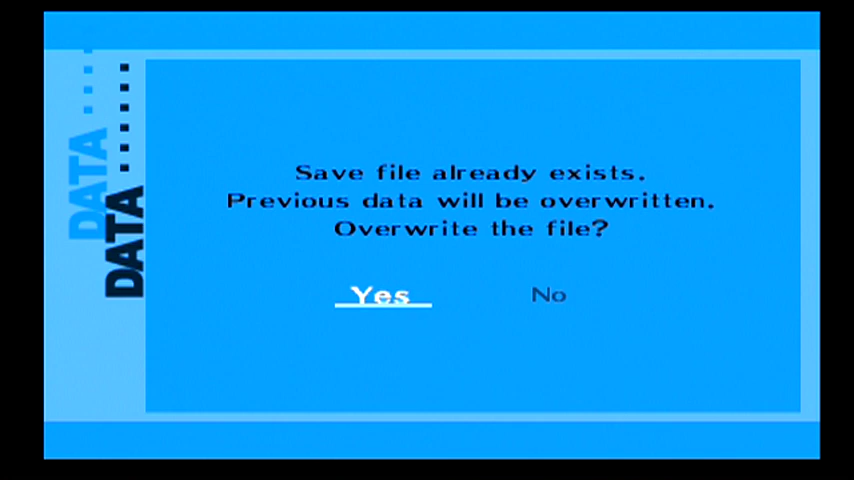 DATA
DATA
Save file already exists.
Previous data will be overwritten.
Overwrite the file?
Yes No